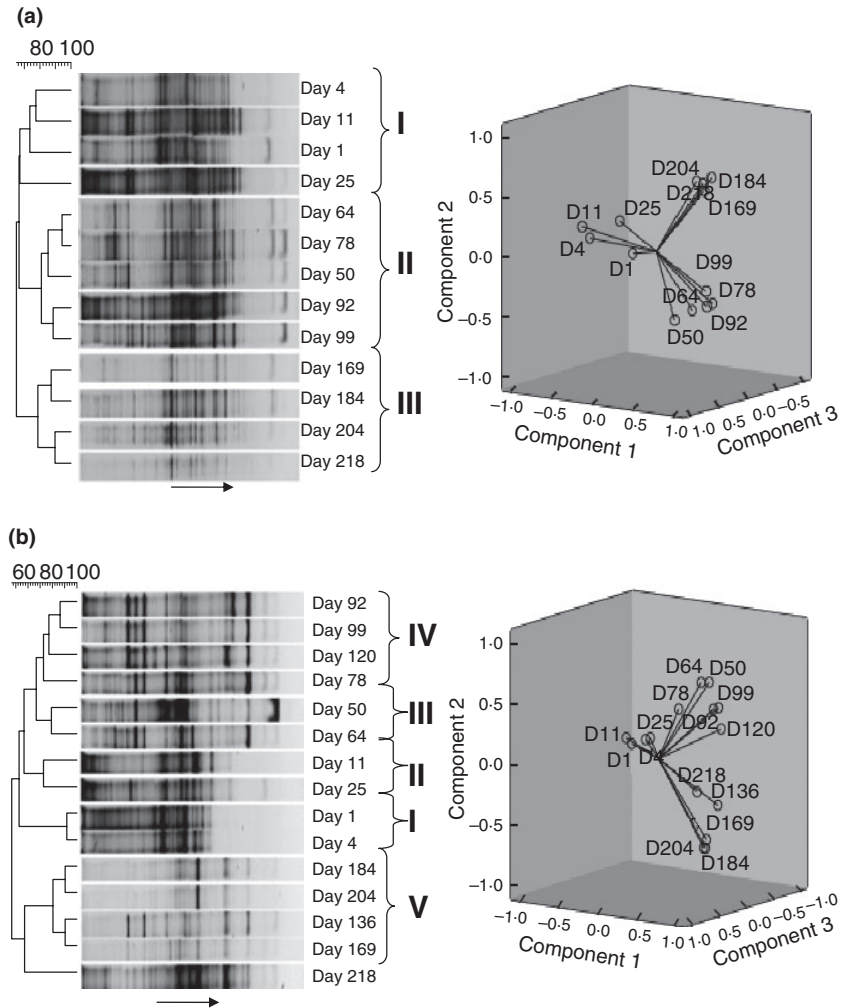 (a)
80 100
Day 4
Day 11
Day 1
Day 25
Day 64
Day 78
Day 50
Day 92
Day 99
Day 169
Day 184
Day 204
Day 218
I
II
III
1·0
0·5
0·0
−0·5
−1·0
Component 2
D204
D184
D218
D169
D11
D25
D4
D1
D99
D78
D64
D92
D50
−1·0 −0·5 0·0 0·5 1·0
Component 1
1·0 0·5 0·0 −0·5
Component 3
(b)
60 80 100
Day 92
Day 99
Day 120
Day 78
Day 50
Day 64
Day 11
Day 25
Day 1
Day 4
Day 184
Day 204
Day 136
Day 169
Day 218
IV
III
II
I
V
1·0
0·5
0·0
−0·5
−1·0
Component 2
D64 D50
D78
D99
D11
D25
D92
D120
D1
D4
D218
D136
D169
D204
D184
−1·0 −0·5 0·0 0·5 1·0
Component 1
1·0 0·5 0·0 −0·5 −1·0
Component 3